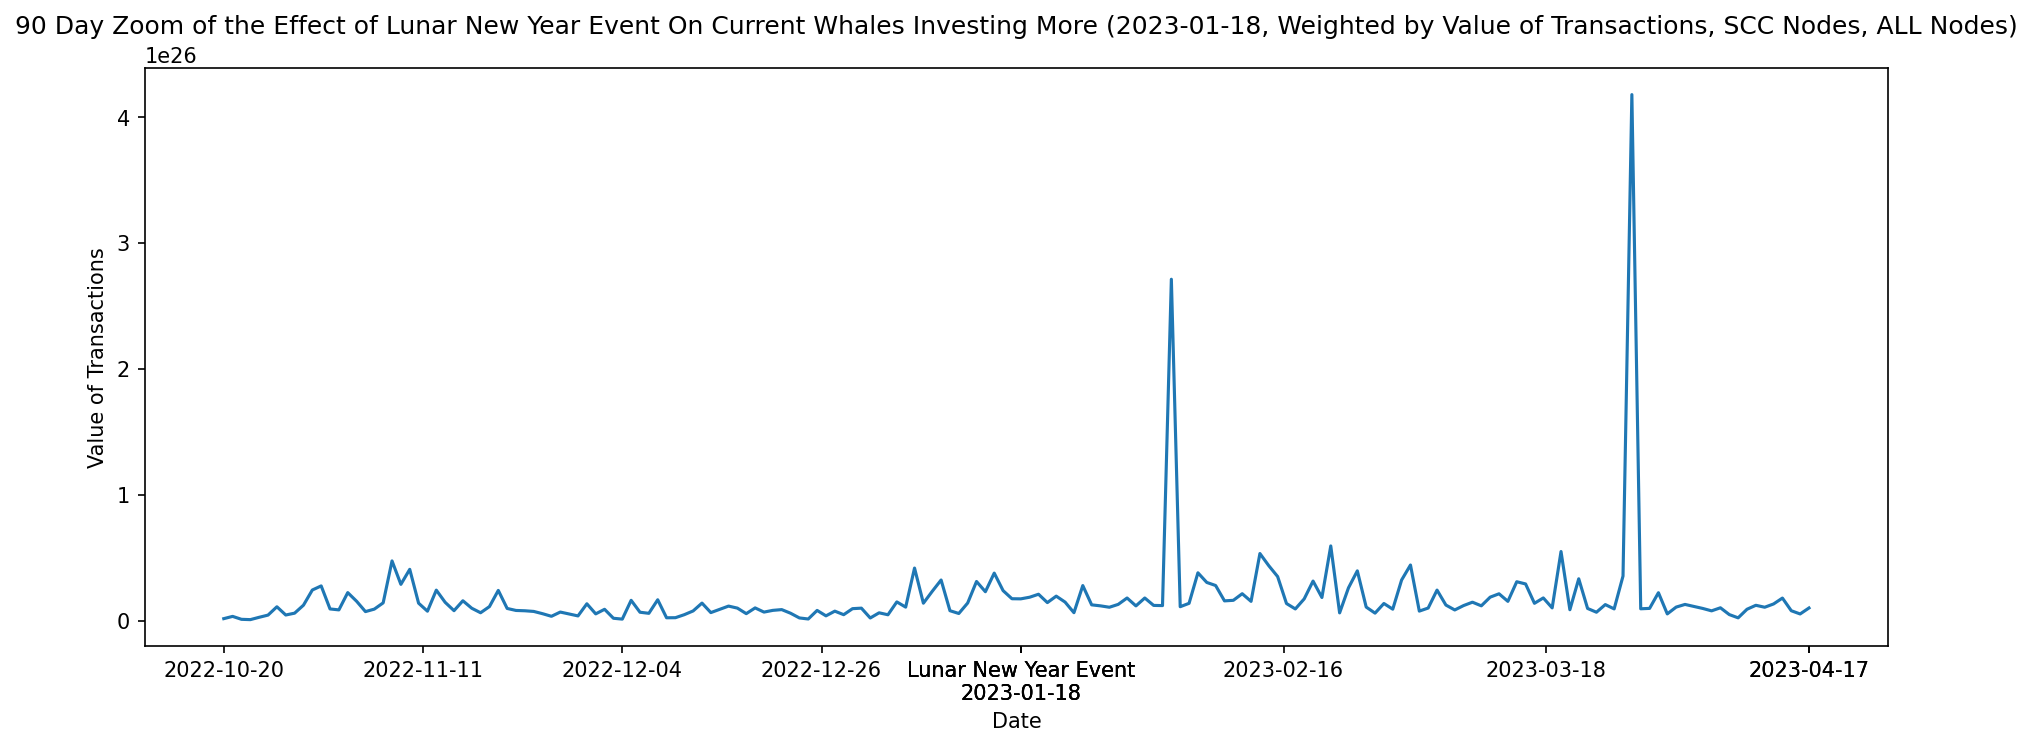 90 Day Zoom of the Effect of Lunar New Year Event On Current Whales Investing More (2023-01-18, Weighted by Value of Transactions, SCC Nodes, ALL Nodes)
1e26
4
3
2
1
0
Value of Transactions
2022-10-20
2022-11-11
2022-12-04
2022-12-26
Lunar New Year Event
2023-01-18
2023-02-16
2023-03-18
2023-04-17
Date